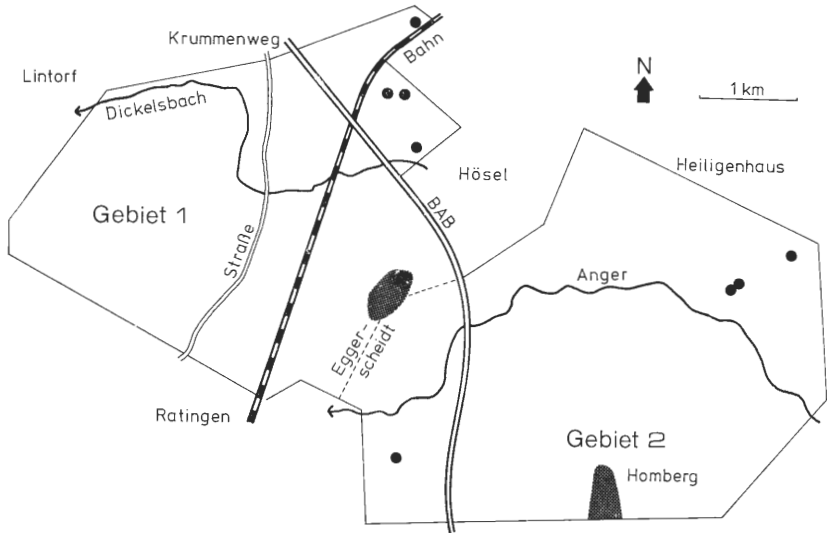 Krummenweg
Bahn
Lintorf
Dickelsbach
N
1 km
Hösel
Heiligenhaus
Gebiet 1
BAB
Straße
Anger
Egger
scheidt
Ratingen
Gebiet 2
Homberg